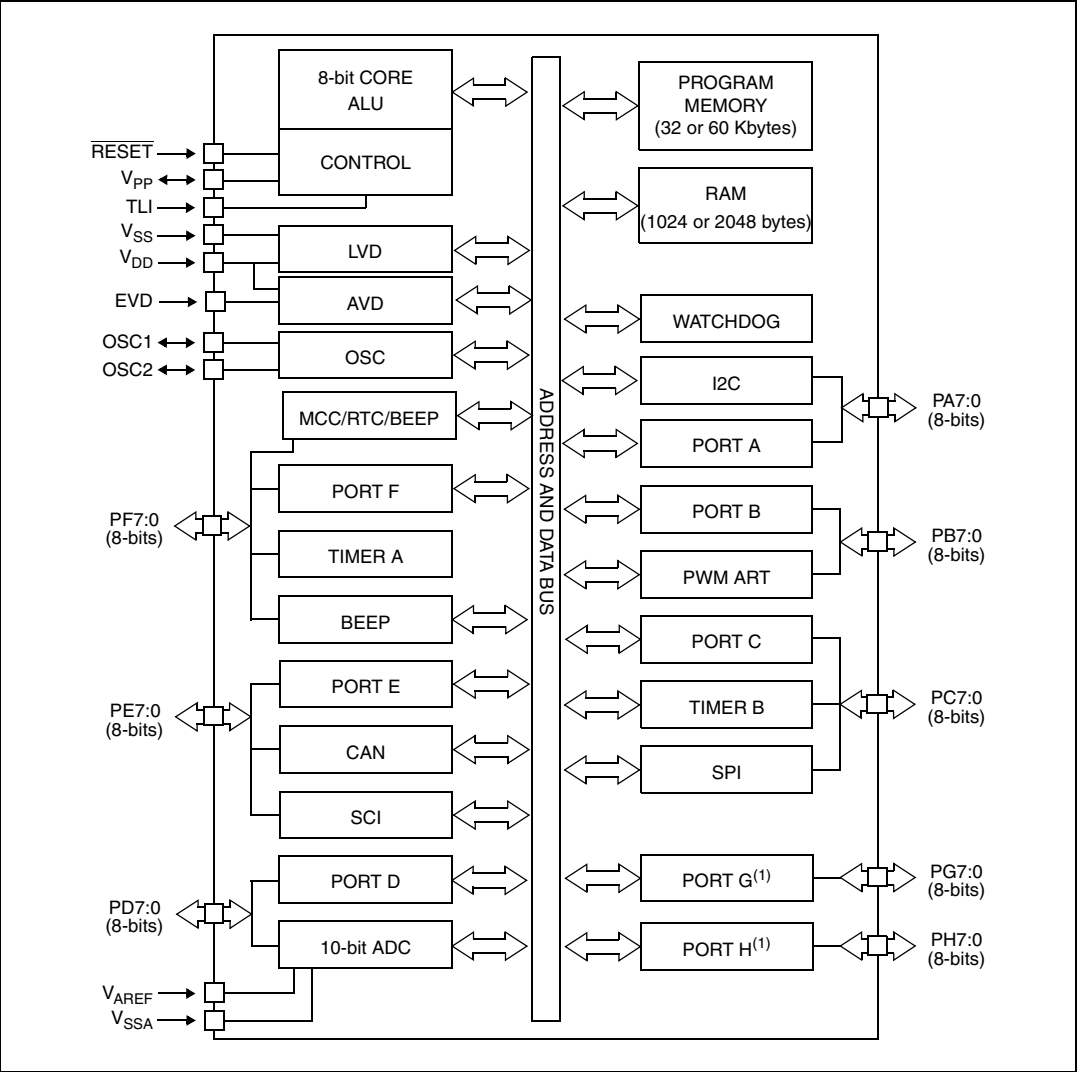 8-bit CORE
ALU
CONTROL
RESET
VPP
TLI
VSS
VDD
EVD
OSC1
OSC2
LVD
AVD
OSC
MCC/RTC/BEEP
PORT F
TIMER A
BEEP
PF7:0
(8-bits)
PORT E
CAN
SCI
PE7:0
(8-bits)
PORT D
10-bit ADC
PD7:0
(8-bits)
VAREF
VSSA
ADDRESS AND DATA BUS
PROGRAM
MEMORY
(32 or 60 Kbytes)
RAM
(1024 or 2048 bytes)
WATCHDOG
I2C
PORT A
PA7:0
(8-bits)
PORT B
PWM ART
PB7:0
(8-bits)
PORT C
TIMER B
SPI
PC7:0
(8-bits)
PORT G(1)
PG7:0
(8-bits)
PORT H(1)
PH7:0
(8-bits)